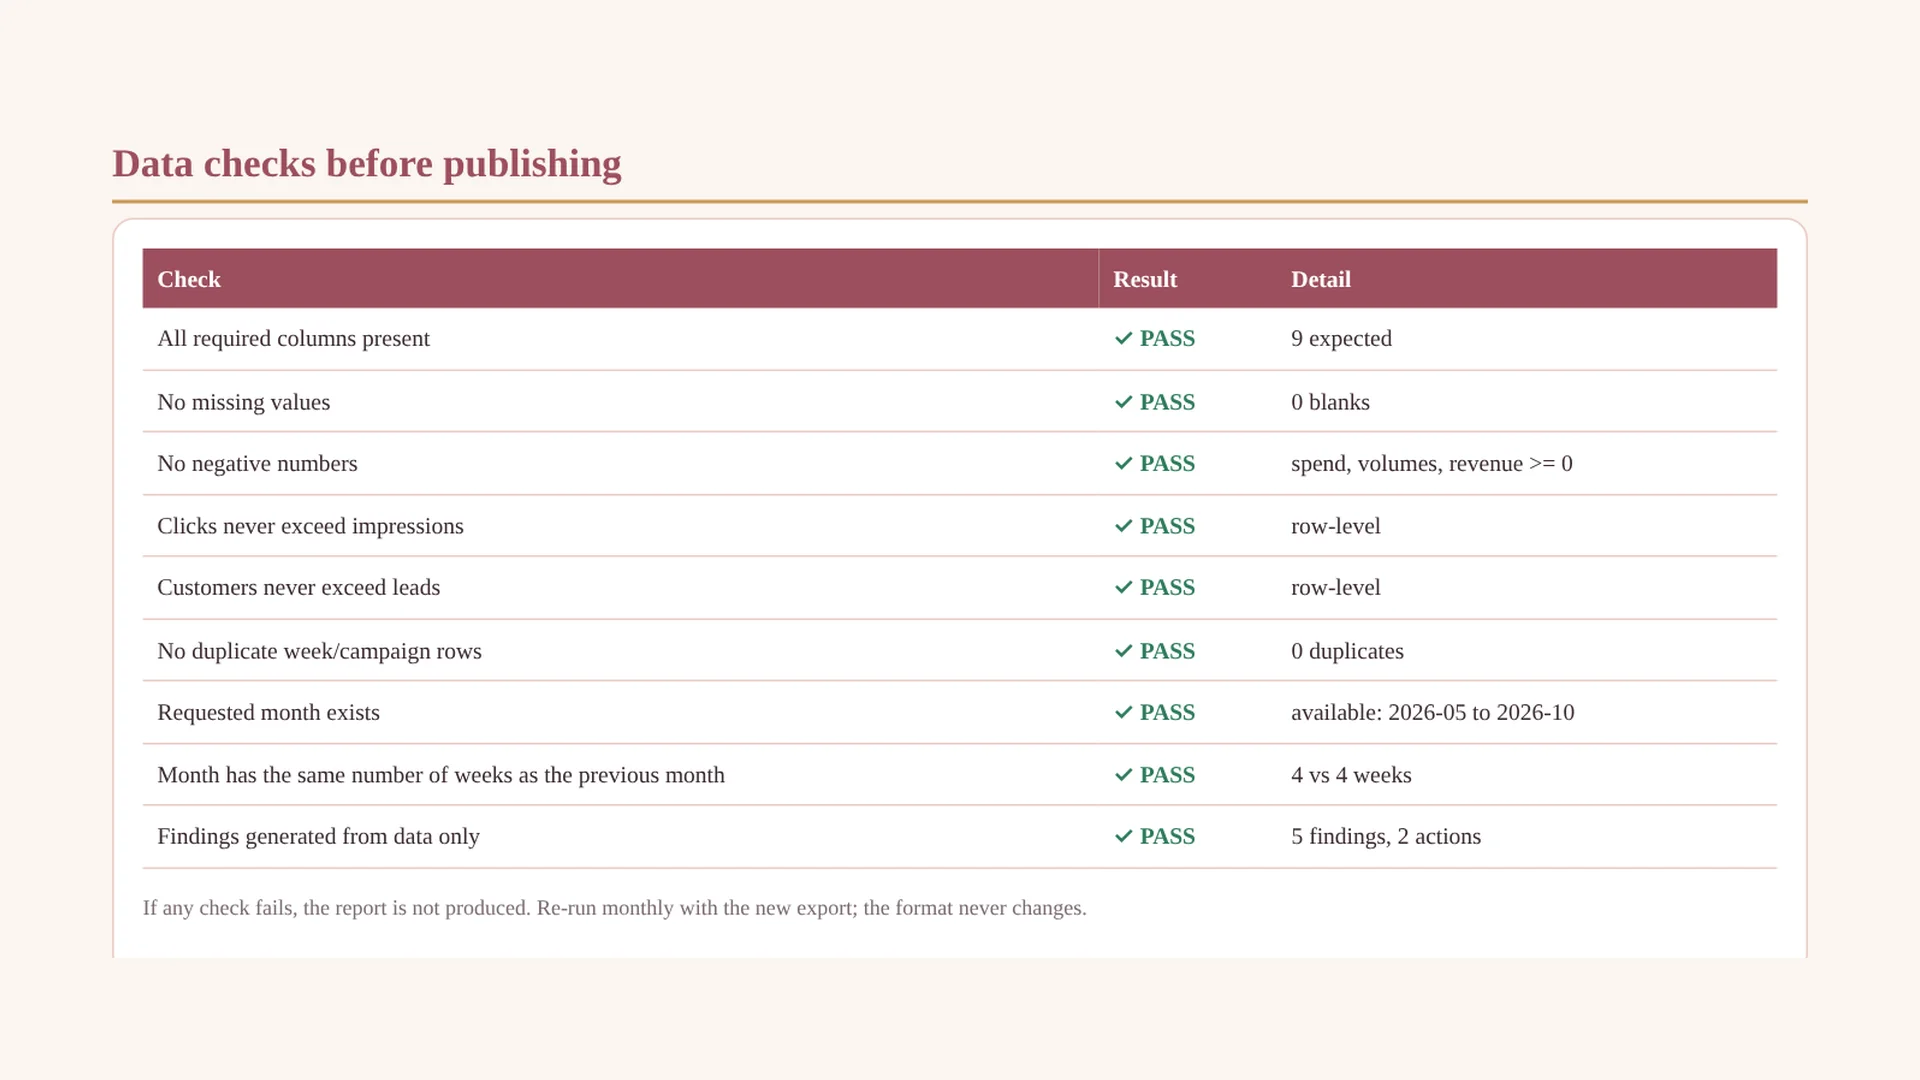 Data checks before publishing
Check Result Detail
All required columns present ✓ PASS 9 expected
No missing values ✓ PASS 0 blanks
No negative numbers ✓ PASS spend, volumes, revenue >= 0
Clicks never exceed impressions ✓ PASS row-level
Customers never exceed leads ✓ PASS row-level
No duplicate week/campaign rows ✓ PASS 0 duplicates
Requested month exists ✓ PASS available: 2026-05 to 2026-10
Month has the same number of weeks as the previous month ✓ PASS 4 vs 4 weeks
Findings generated from data only ✓ PASS 5 findings, 2 actions
If any check fails, the report is not produced. Re-run monthly with the new export; the format never changes.